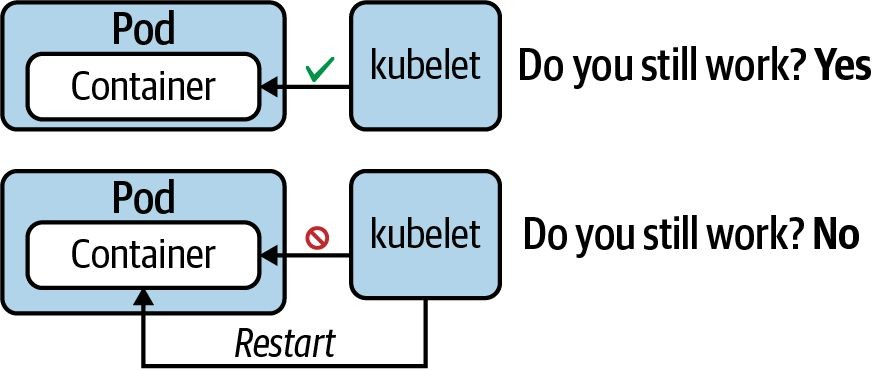 Pod
Container
kubelet
Do you still work? Yes
Pod
Container
kubelet
Do you still work? No
Restart